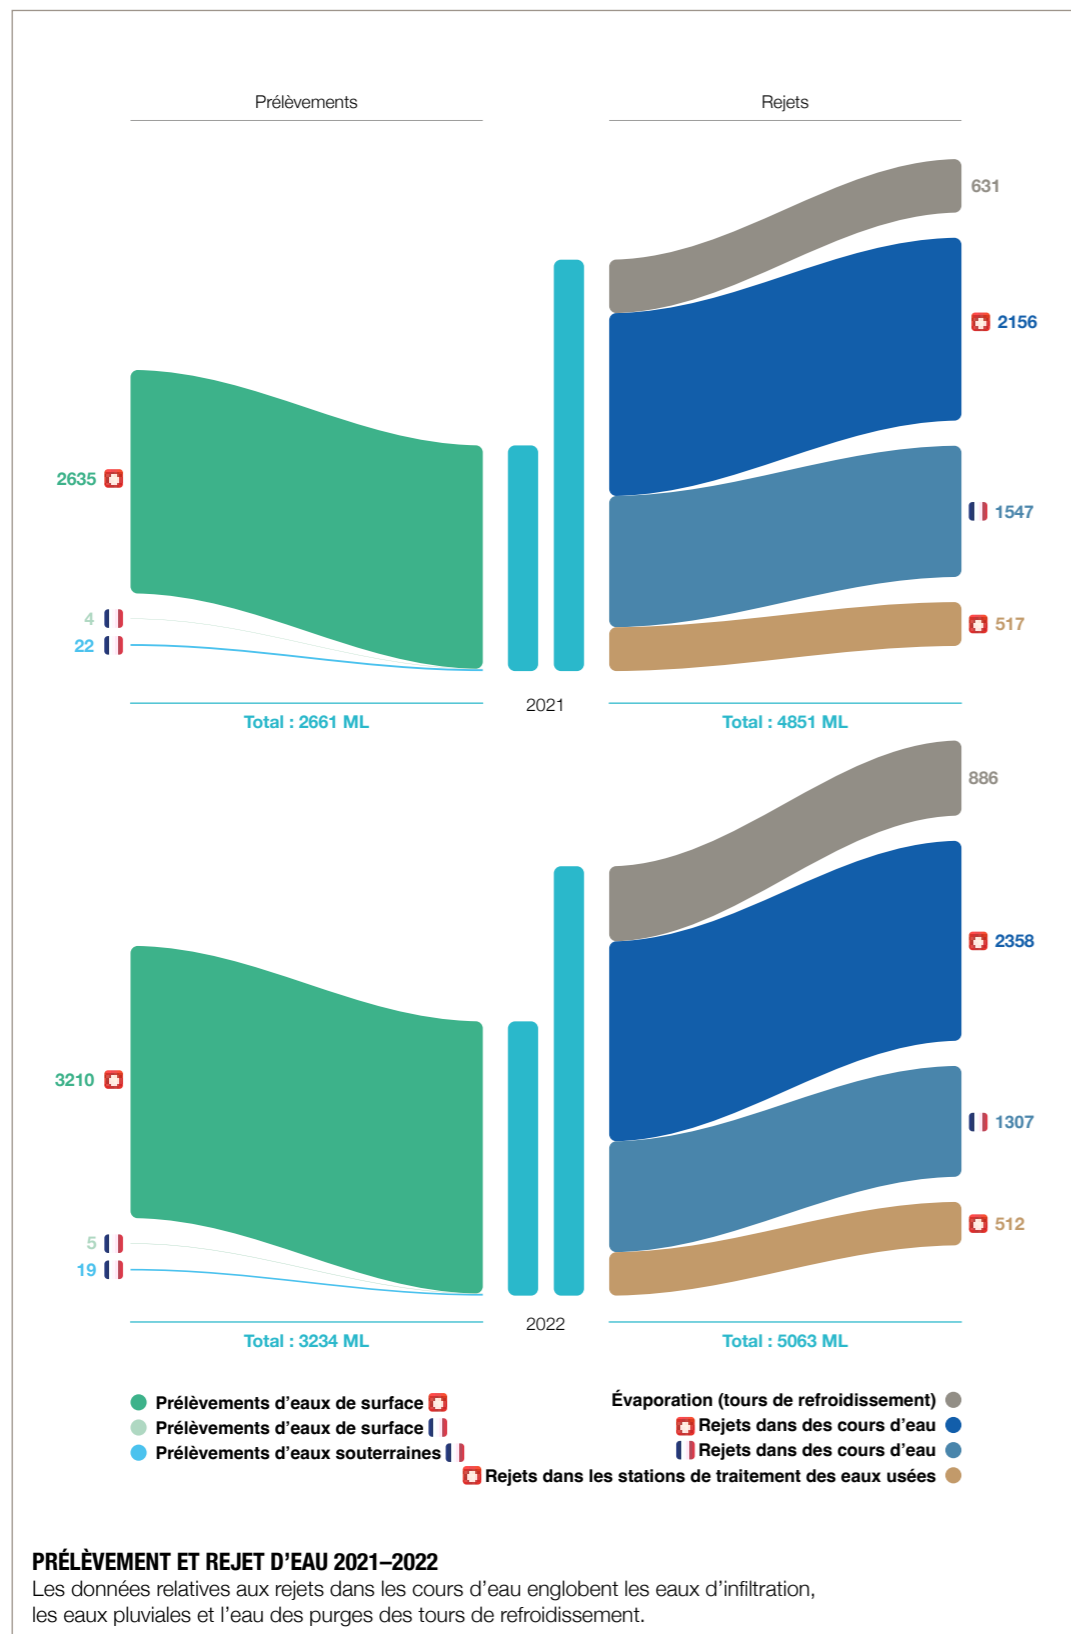 Prélèvements
Rejets
631
2156
2635
1547
4
22
517
2021
Total : 2661 ML
Total : 4851 ML
886
2358
3210
1307
5
19
512
2022
Total : 3234 ML
Total : 5063 ML
Prélèvements d’eaux de surface
Prélèvements d’eaux de surface
Prélèvements d’eaux souterraines
Évaporation (tours de refroidissement)
Rejets dans des cours d’eau
Rejets dans des cours d’eau
Rejets dans les stations de traitement des eaux usées
PRÉLÈVEMENT ET REJET D’EAU 2021–2022
Les données relatives aux rejets dans les cours d’eau englobent les eaux d’infiltration,
les eaux pluviales et l’eau des purges des tours de refroidissement.